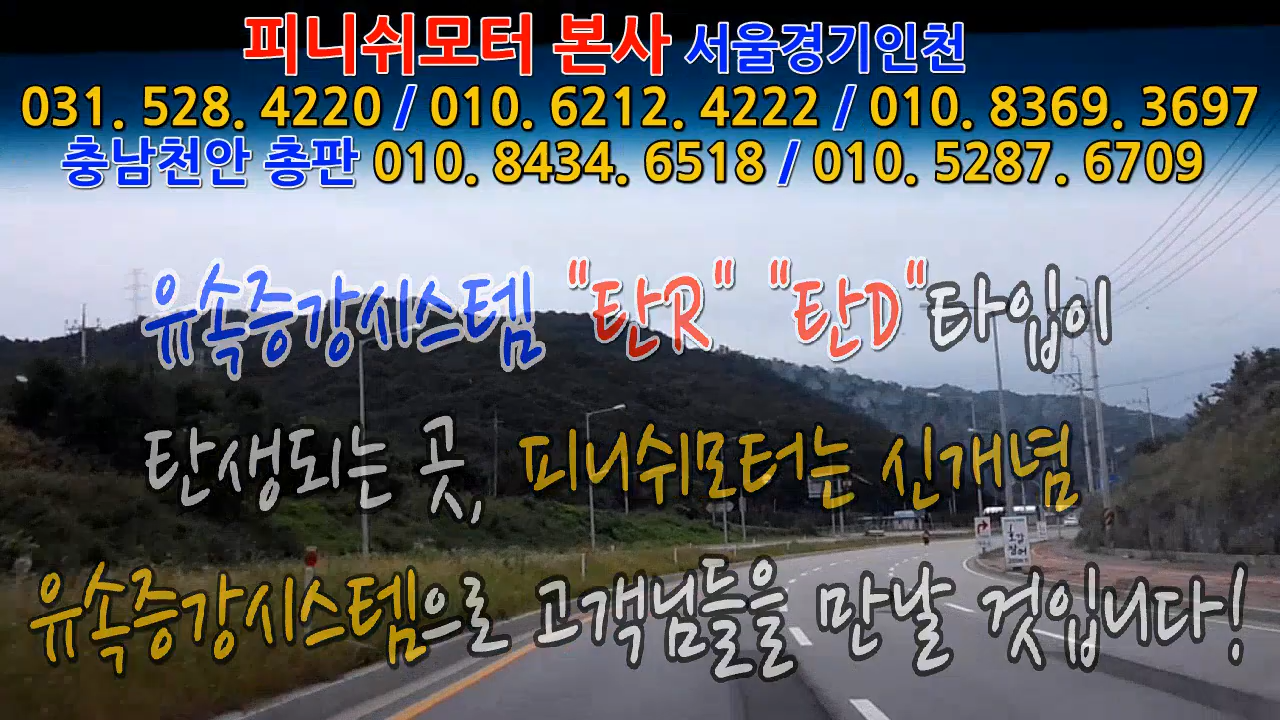 피니쉬모터 본사 서울경기인천
031. 528. 4220 / 010. 6212. 4222 / 010. 8369. 3697
충남천안 총판 010. 8434. 6518 / 010. 5287. 6709
유속증강시스템 "탄R" "탄D"타입이
탄생되는 곳, 피니쉬모터는 신개념
유속증강시스템으로 고객님들을 만날 것입니다!